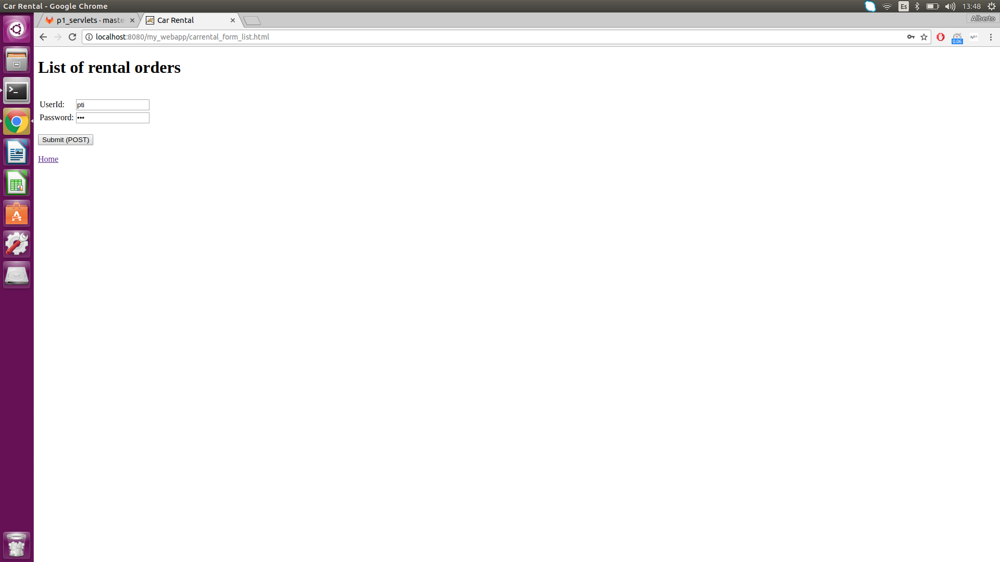 Car Rental - Google Chrome
Es
13:48
p1_servlets · maste
Car Rental
Alberto
localhost:8080/my_webapp/carrental_form_list.html
0.06
List of rental orders
UserId: pti
Password: •••
Submit (POST)
Home